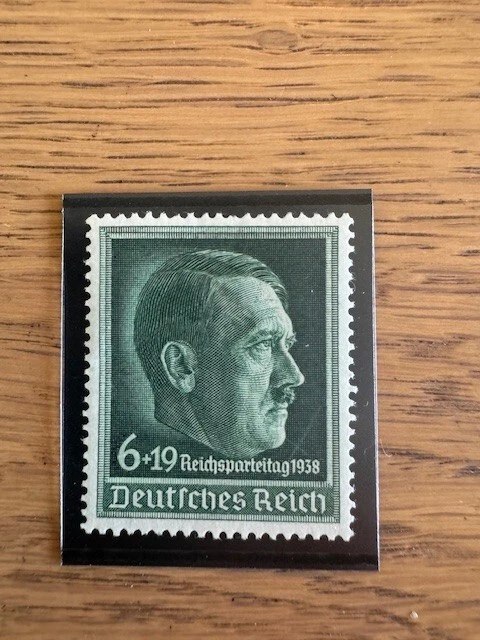 6+19 Reichsparteitag 1938
Deutſches Reich